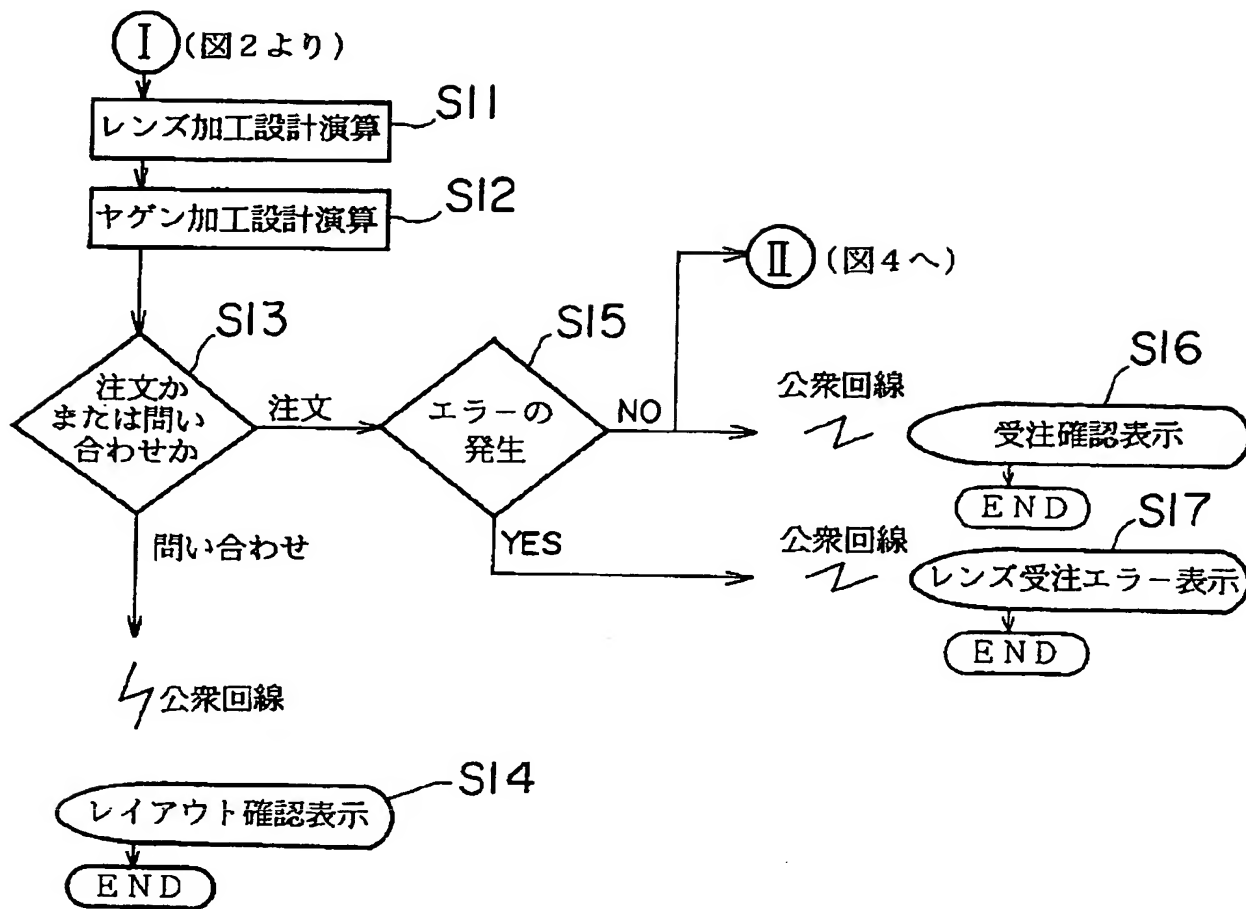 Ⅰ (図2より)
S11
レンズ加工設計演算
S12
ヤゲン加工設計演算
Ⅱ (図4へ)
S13
注文か
または問い
合わせか
注文
S15
エラーの
発生
NO
公衆回線
S16
受注確認表示
END
YES
公衆回線
S17
レンズ受注エラー表示
END
問い合わせ
公衆回線
S14
レイアウト確認表示
END